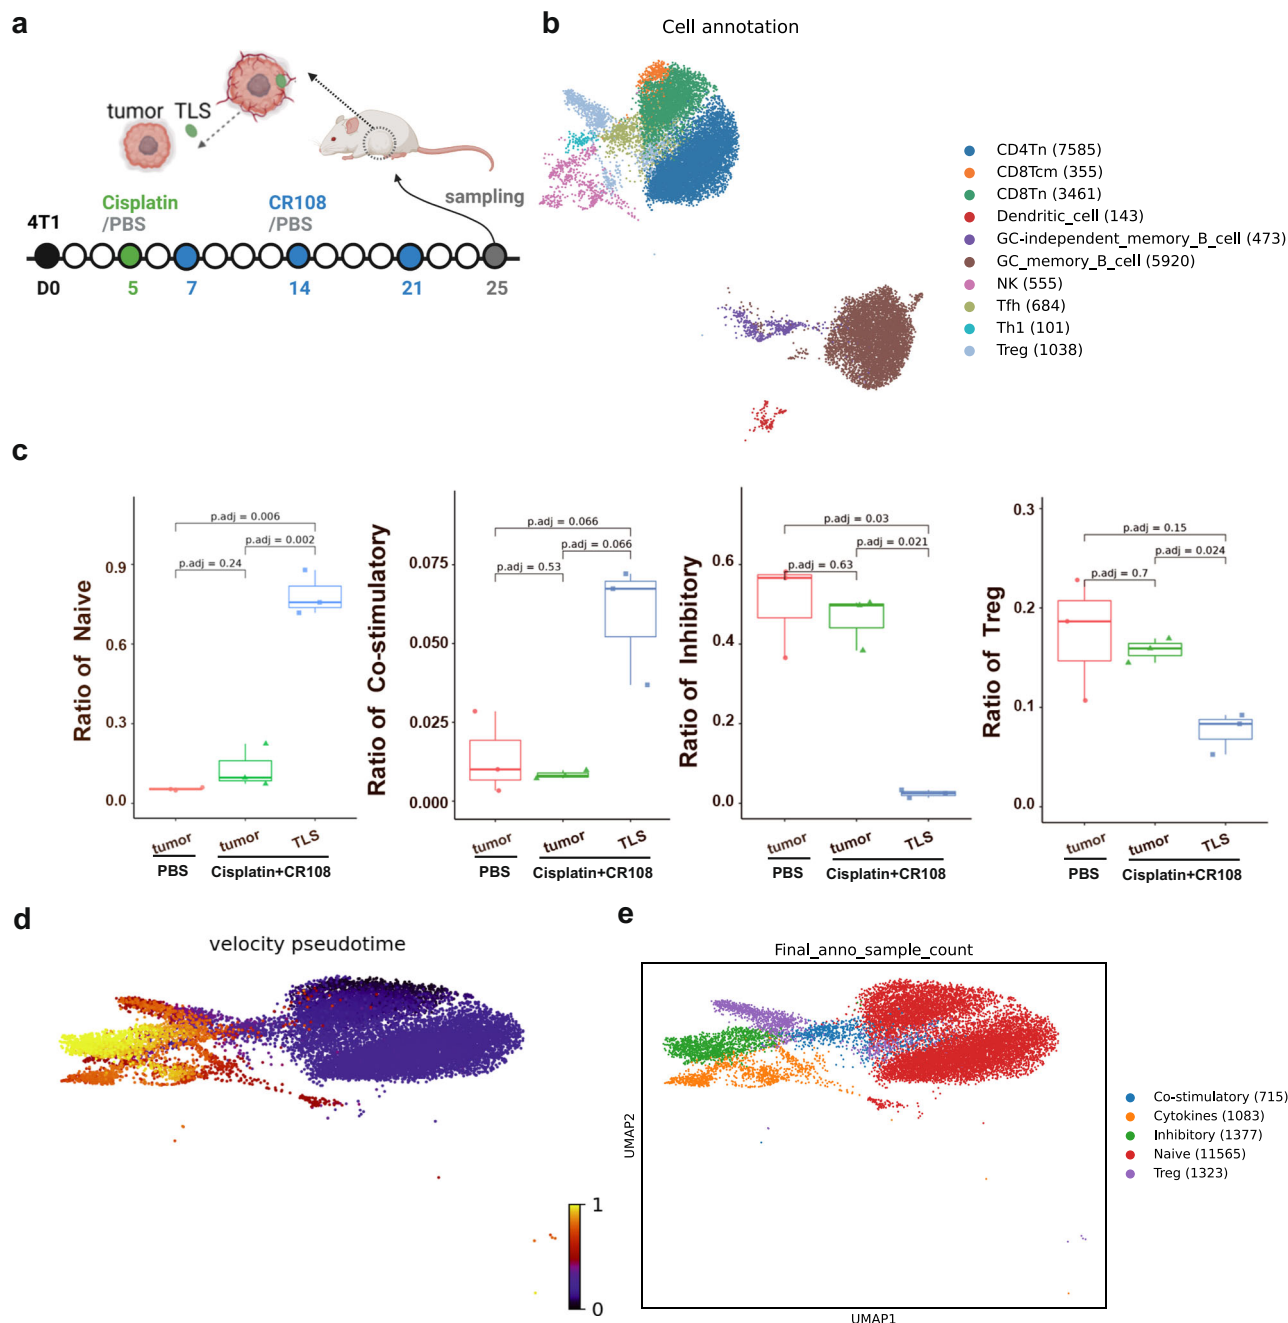 a
tumor TLS
Cisplatin
/PBS
CR108
/PBS
sampling
4T1
D0 5 7 14 21 25
b
Cell annotation
CD4Tn (7585)
CD8Tcm (355)
CD8Tn (3461)
Dendritic_cell (143)
GC-independent_memory_B_cell (473)
GC_memory_B_cell (5920)
NK (555)
Tfh (684)
Th1 (101)
Treg (1038)
c
Ratio of Naive
0.9
0.6
0.3
0.0
p.adj = 0.006
p.adj = 0.002
p.adj = 0.24
tumor tumor TLS
PBS Cisplatin+CR108
Ratio of Co-stimulatory
0.075
0.050
0.025
0.000
p.adj = 0.066
p.adj = 0.066
p.adj = 0.53
tumor tumor TLS
PBS Cisplatin+CR108
Ratio of Inhibitory
0.6
0.4
0.2
0.0
p.adj = 0.03
p.adj = 0.021
p.adj = 0.63
tumor tumor TLS
PBS Cisplatin+CR108
Ratio of Treg
0.3
0.2
0.1
0.0
p.adj = 0.15
p.adj = 0.024
p.adj = 0.7
tumor tumor TLS
PBS Cisplatin+CR108
d
velocity pseudotime
1
0
e
Final_anno_sample_count
UMAP2
UMAP1
Co-stimulatory (715)
Cytokines (1083)
Inhibitory (1377)
Naive (11565)
Treg (1323)